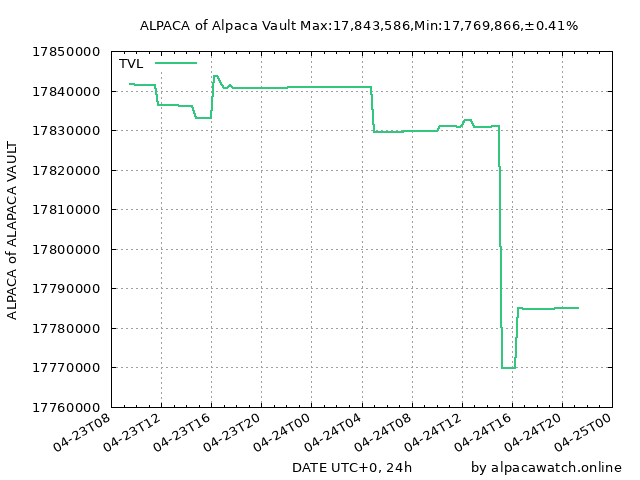 ALPACA of Alpaca Vault Max:17,843,586,Min:17,769,866,±0.41%
TVL
17850000
17840000
17830000
17820000
17810000
17800000
17790000
17780000
17770000
17760000
ALPACA of ALAPACA VAULT
04-23T08
04-23T12
04-23T16
04-23T20
04-24T00
04-24T04
04-24T08
04-24T12
04-24T16
04-24T20
04-25T00
DATE UTC+0, 24h
by alpacawatch.online